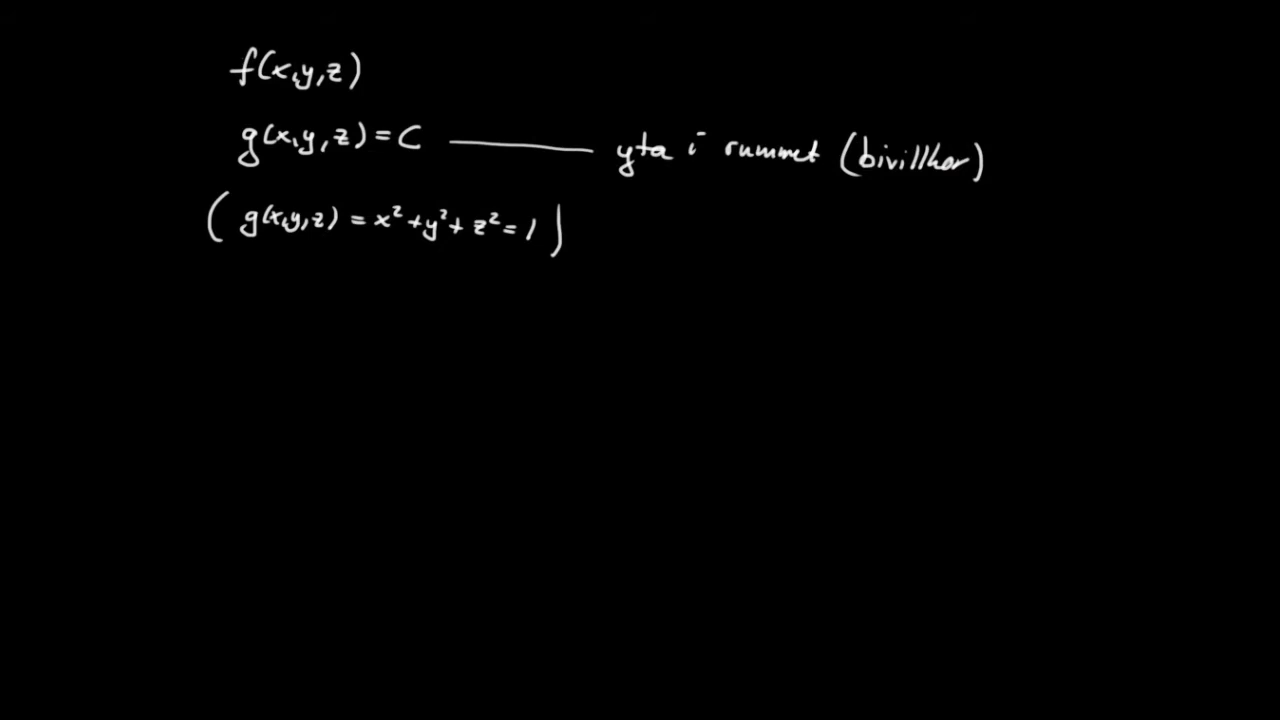 f(x,y,z)
g(x,y,z) = C ——— yta i rummet (bivillkor)
( g(x,y,z) = x² + y² + z² = 1 )